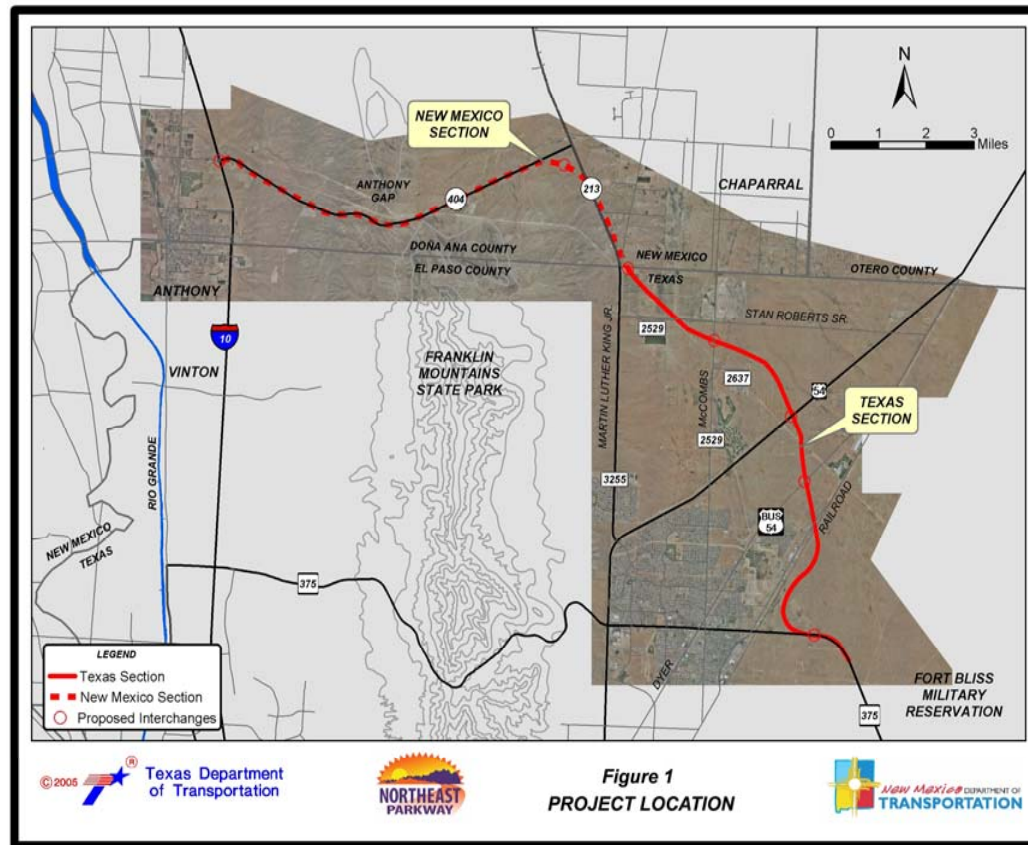 N
0 1 2 3 Miles
NEW MEXICO
SECTION
CHAPARRAL
ANTHONY
GAP
404
213
DOÑA ANA COUNTY
EL PASO COUNTY
NEW MEXICO
TEXAS
OTERO COUNTY
ANTHONY
10
STAN ROBERTS SR.
2529
VINTON
FRANKLIN
MOUNTAINS
STATE PARK
MARTIN LUTHER KING JR.
McCOMBS
2637
54
TEXAS
SECTION
2529
RIO GRANDE
3255
BUS
54
RAILROAD
NEW MEXICO
TEXAS
375
DYER
FORT BLISS
MILITARY
RESERVATION
375
LEGEND
Texas Section
New Mexico Section
Proposed Interchanges
©2005
®
Texas Department
of Transportation
NORTHEAST
PARKWAY
Figure 1
PROJECT LOCATION
New Mexico DEPARTMENT OF
TRANSPORTATION